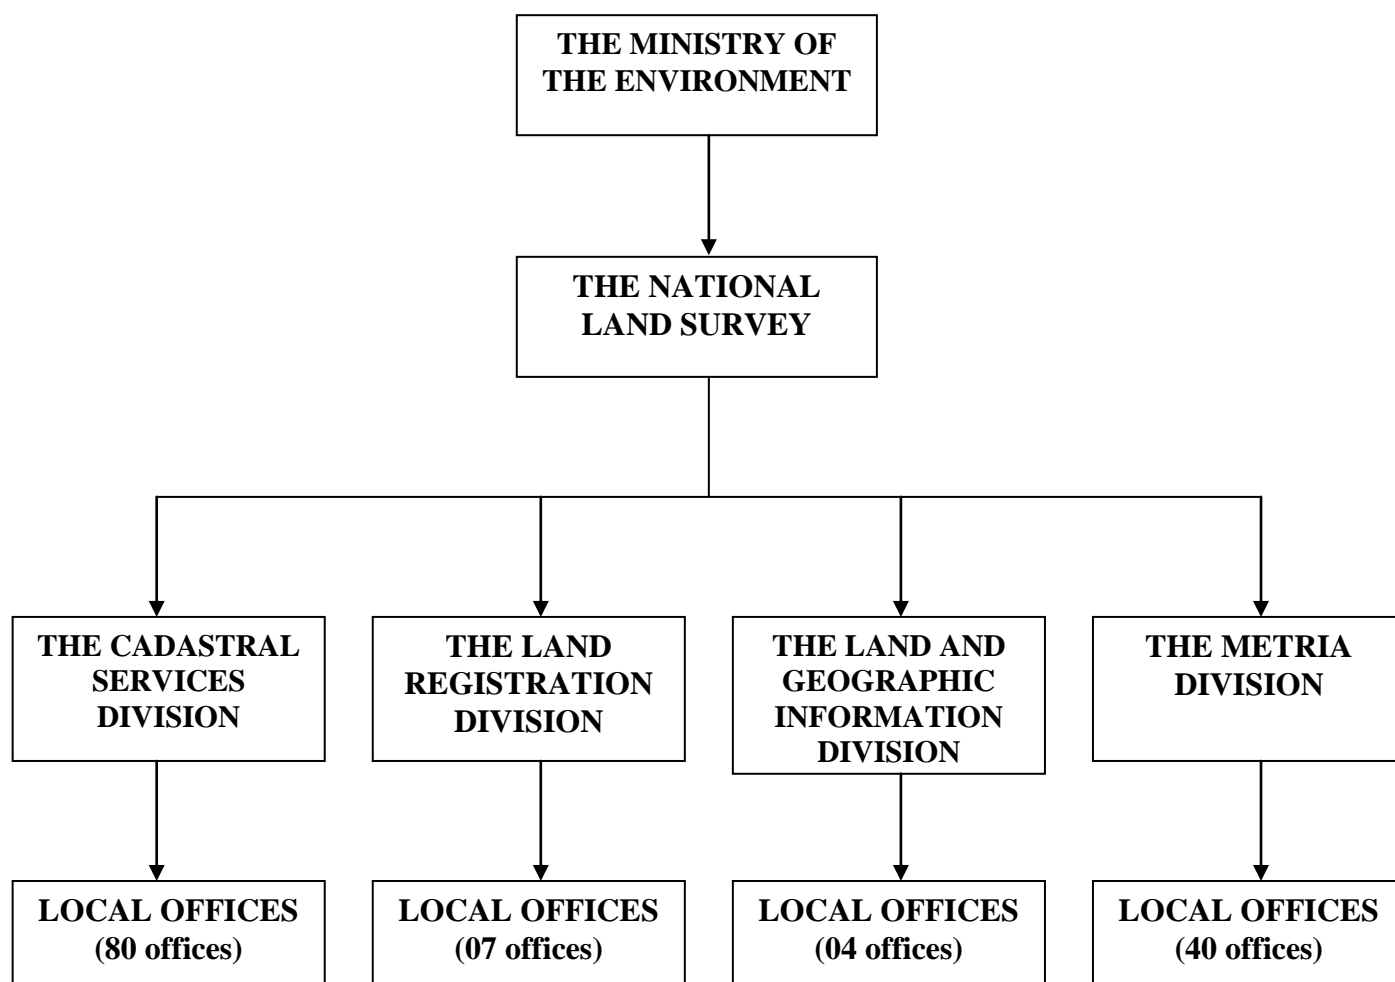 THE MINISTRY OF
THE ENVIRONMENT
THE NATIONAL
LAND SURVEY
THE CADASTRAL
SERVICES
DIVISION
THE LAND
REGISTRATION
DIVISION
THE LAND AND
GEOGRAPHIC
INFORMATION
DIVISION
THE METRIA
DIVISION
LOCAL OFFICES
(80 offices)
LOCAL OFFICES
(07 offices)
LOCAL OFFICES
(04 offices)
LOCAL OFFICES
(40 offices)